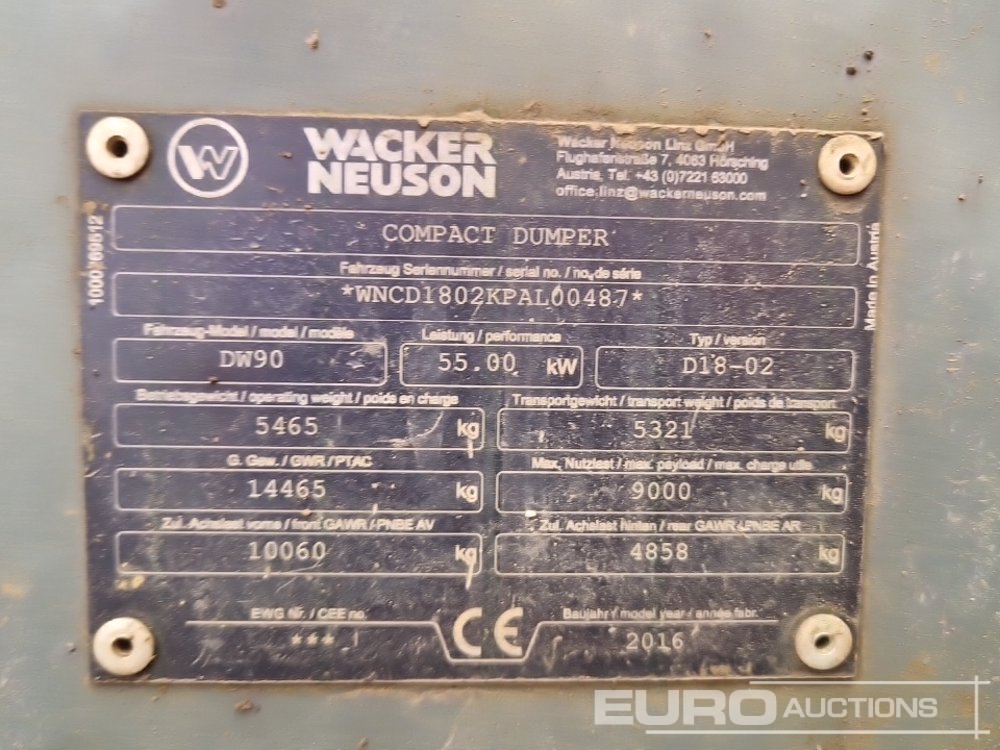 WACKER
NEUSON
Wacker Neuson Linz GmbH
Flughafenstraße 7, 4063 Hörsching
Austria, Tel. +43 (0)7221 63000
office.linz@wackerneuson.com
COMPACT DUMPER
Fahrzeug Seriennummer / serial no. / no. de série
*WNCD1802KPAL00487*
Fahrzeug-Model / model / modèle
Leistung / performance
Typ / version
DW90
55.00 kW
D18-02
Betriebsgewicht / operating weight / poids en charge
Transportgewicht / transport weight / poids de transport
5465 kg
5321 kg
G. Gew. / GWR / PTAC
Max. Nutzlast / max. payload / max. charge utile
14465 kg
9000 kg
Zul. Achslast vorne / front GAWR / PNBE AV
Zul. Achslast hinten / rear GAWR / PNBE AR
10060 kg
4858 kg
EWG Nr. / CEE no.
CE
Baujahr / model year / année fabr.
***
2016
1000169512
Made in Austria
EURO AUCTIONS